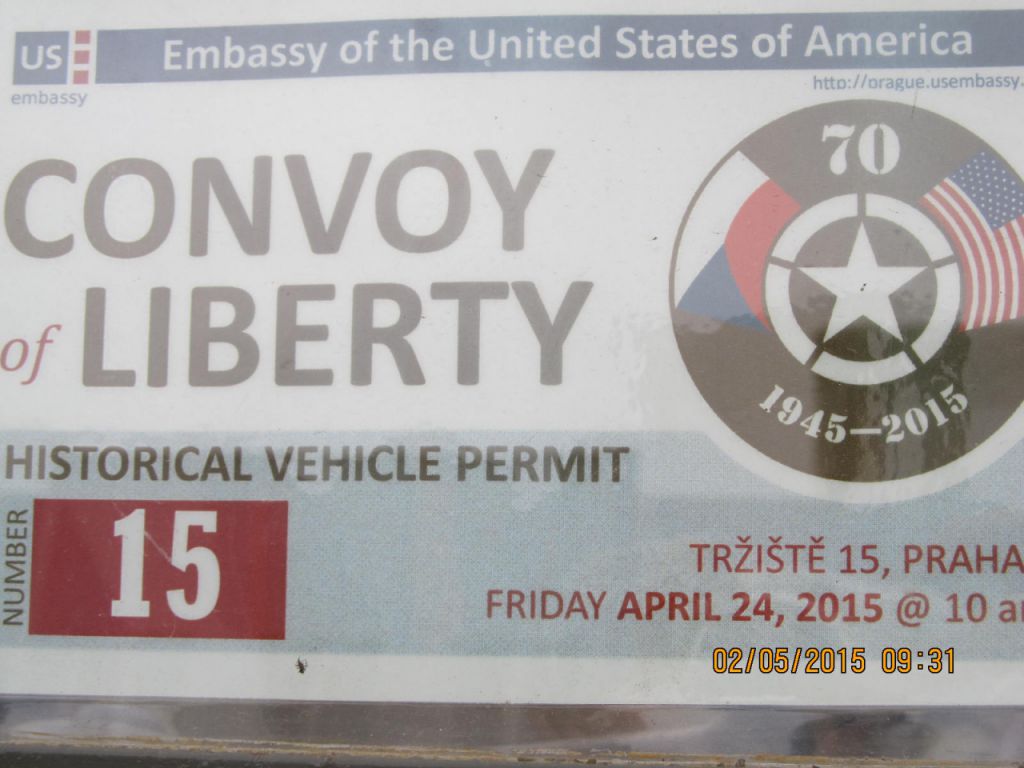 US Embassy of the United States of America
embassy
http://prague.usembassy.
70
CONVOY
of LIBERTY
1945–2015
HISTORICAL VEHICLE PERMIT
NUMBER
15
TRŽIŠTĚ 15, PRAHA
FRIDAY APRIL 24, 2015 @ 10 a
02/05/2015 09:31